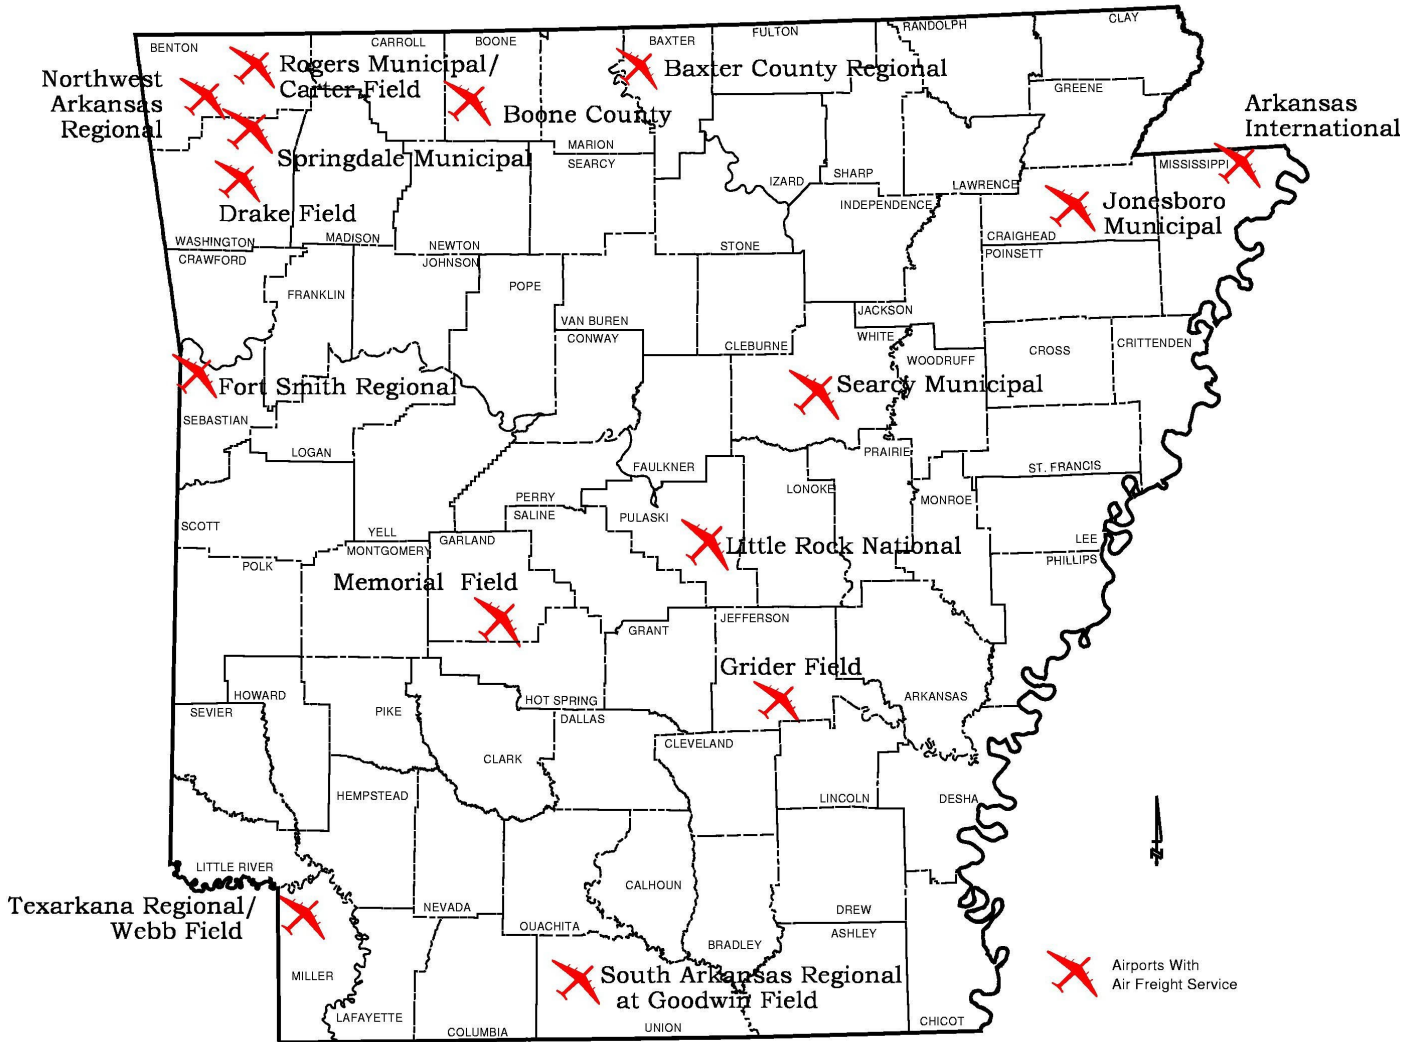 CLAY
RANDOLPH
FULTON
BENTON
CARROLL
BOONE
BAXTER
Rogers Municipal/
Carter Field
Baxter County Regional
Northwest
Arkansas
Regional
GREENE
Boone County
Arkansas
International
MARION
SEARCY
Springdale Municipal
MISSISSIPPI
SHARP
IZARD
LAWRENCE
INDEPENDENCE
Jonesboro
Municipal
Drake Field
WASHINGTON
MADISON
NEWTON
STONE
CRAIGHEAD
POINSETT
CRAWFORD
JOHNSON
FRANKLIN
POPE
JACKSON
VAN BUREN
CONWAY
WHITE
CLEBURNE
WOODRUFF
CROSS
CRITTENDEN
Fort Smith Regional
Searcy Municipal
SEBASTIAN
LOGAN
PRAIRIE
FAULKNER
ST. FRANCIS
LONOKE
PERRY
SALINE
PULASKI
MONROE
SCOTT
YELL
MONTGOMERY
GARLAND
Little Rock National
LEE
PHILLIPS
POLK
Memorial Field
JEFFERSON
GRANT
Grider Field
HOWARD
SEVIER
PIKE
HOT SPRING
DALLAS
ARKANSAS
CLEVELAND
CLARK
HEMPSTEAD
LINCOLN
DESHA
N
LITTLE RIVER
CALHOUN
Texarkana Regional/
Webb Field
NEVADA
OUACHITA
DREW
ASHLEY
BRADLEY
MILLER
South Arkansas Regional
at Goodwin Field
Airports With
Air Freight Service
LAFAYETTE
COLUMBIA
UNION
CHICOT